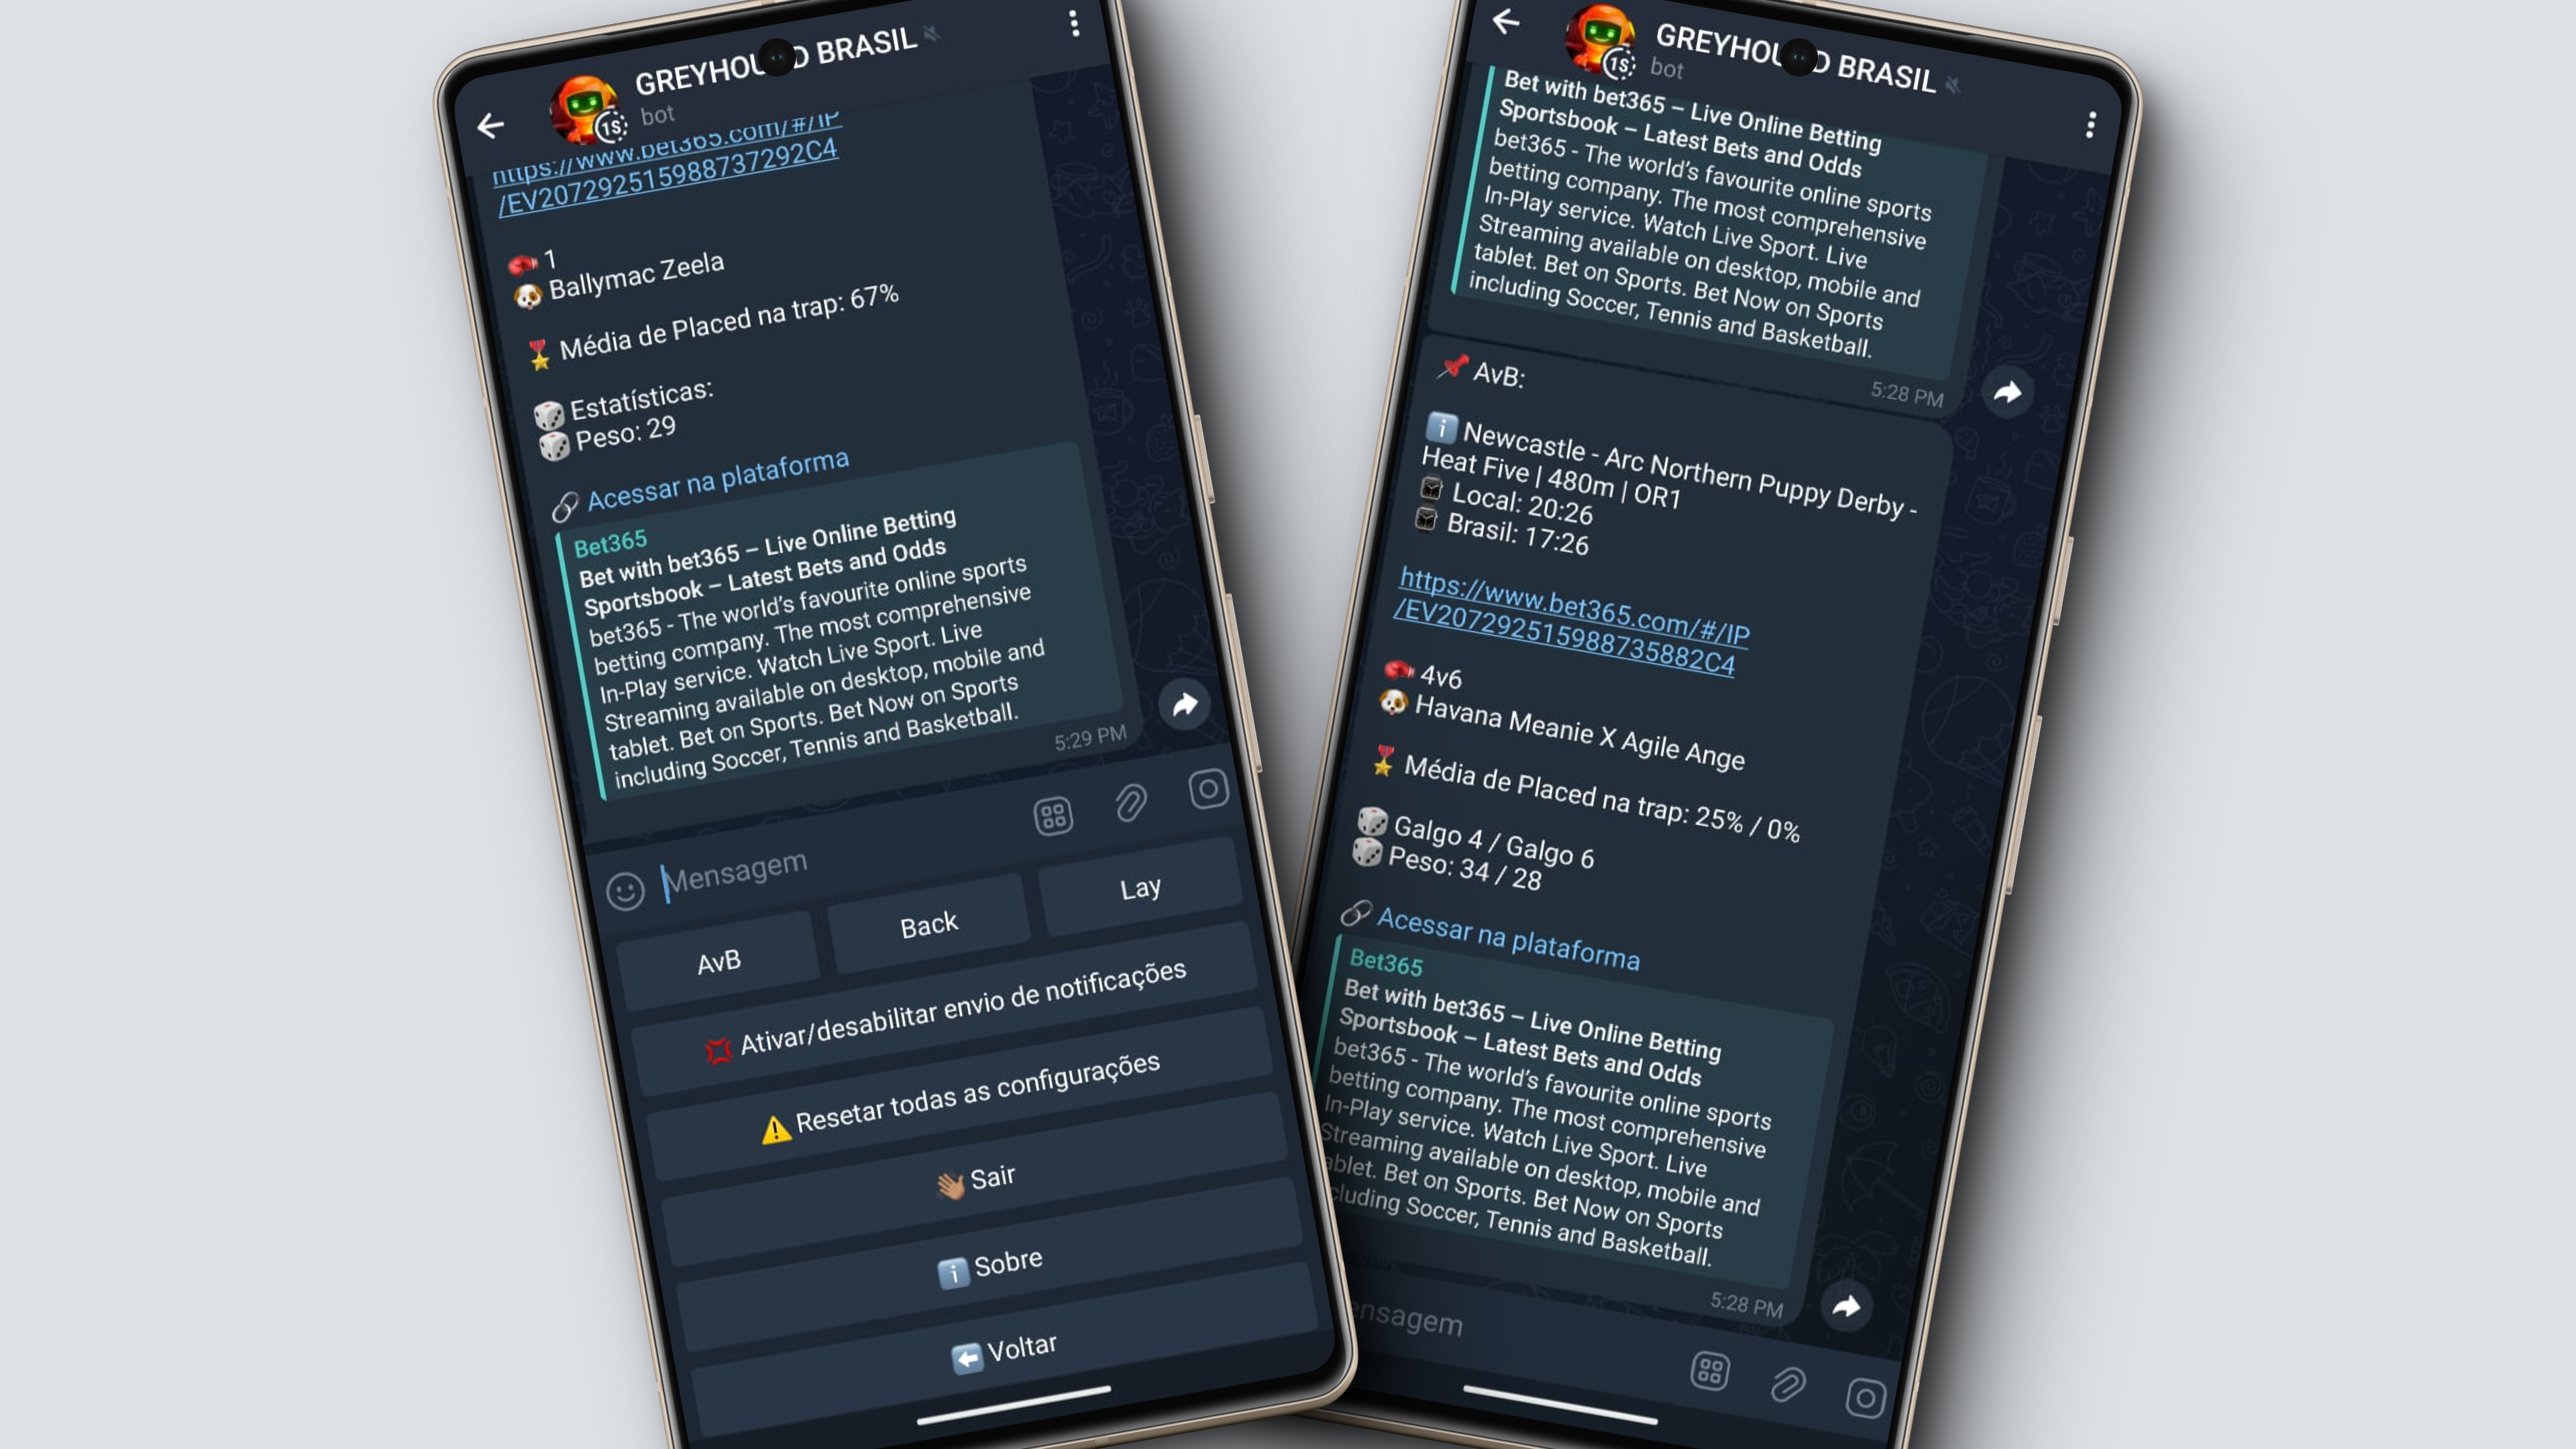 GREYHOU D BRASIL
bot
https://www.bet365.com/#/IP
/EV20729251598873​7292C4
1
Ballymac Zeela
Média de Placed na trap: 67%
Estatísticas:
Peso: 29
Acessar na plataforma
Bet365
Bet with bet365 – Live Online Betting
Sportsbook – Latest Bets and Odds
bet365 - The world's favourite online sports
betting company. The most comprehensive
In-Play service. Watch Live Sport. Live
Streaming available on desktop, mobile and
tablet. Bet on Sports. Bet Now on Sports
including Soccer, Tennis and Basketball.
5:29 PM
Mensagem
AvB
Back
Lay
Ativar/desabilitar envio de notificações
Resetar todas as configurações
Sair
Sobre
Voltar
GREYHOU D BRASIL
bot
Bet with bet365 – Live Online Betting
Sportsbook – Latest Bets and Odds
bet365 - The world's favourite online sports
betting company. The most comprehensive
In-Play service. Watch Live Sport. Live
Streaming available on desktop, mobile and
tablet. Bet on Sports. Bet Now on Sports
including Soccer, Tennis and Basketball.
5:28 PM
AvB:
Newcastle - Arc Northern Puppy Derby -
Heat Five | 480m | OR1
Local: 20:26
Brasil: 17:26
https://www.bet365.com/#/IP
/EV207292515988735882C4
4v6
Havana Meanie X Agile Ange
Média de Placed na trap: 25% / 0%
Galgo 4 / Galgo 6
Peso: 34 / 28
Acessar na plataforma
Bet365
Bet with bet365 – Live Online Betting
Sportsbook – Latest Bets and Odds
bet365 - The world's favourite online sports
betting company. The most comprehensive
In-Play service. Watch Live Sport. Live
Streaming available on desktop, mobile and
ablet. Bet on Sports. Bet Now on Sports
cluding Soccer, Tennis and Basketball.
5:28 PM
ensagem